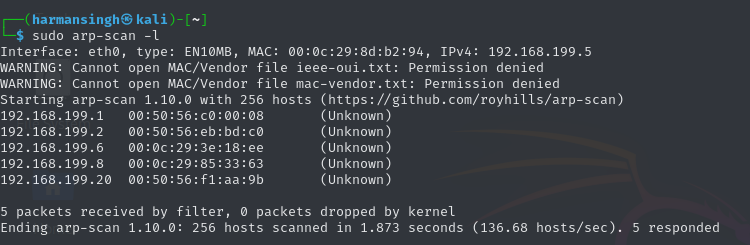 ┌──(harmansingh㉿kali)-[~]
└─$ sudo arp-scan -l
Interface: eth0, type: EN10MB, MAC: 00:0c:29:8d:b2:94, IPv4: 192.168.199.5
WARNING: Cannot open MAC/Vendor file ieee-oui.txt: Permission denied
WARNING: Cannot open MAC/Vendor file mac-vendor.txt: Permission denied
Starting arp-scan 1.10.0 with 256 hosts (https://github.com/royhills/arp-scan)
192.168.199.1   00:50:56:c0:00:08       (Unknown)
192.168.199.2   00:50:56:eb:bd:c0       (Unknown)
192.168.199.6   00:0c:29:3e:18:ee       (Unknown)
192.168.199.8   00:0c:29:85:33:63       (Unknown)
192.168.199.20  00:50:56:f1:aa:9b       (Unknown)

5 packets received by filter, 0 packets dropped by kernel
Ending arp-scan 1.10.0: 256 hosts scanned in 1.873 seconds (136.68 hosts/sec). 5 responded